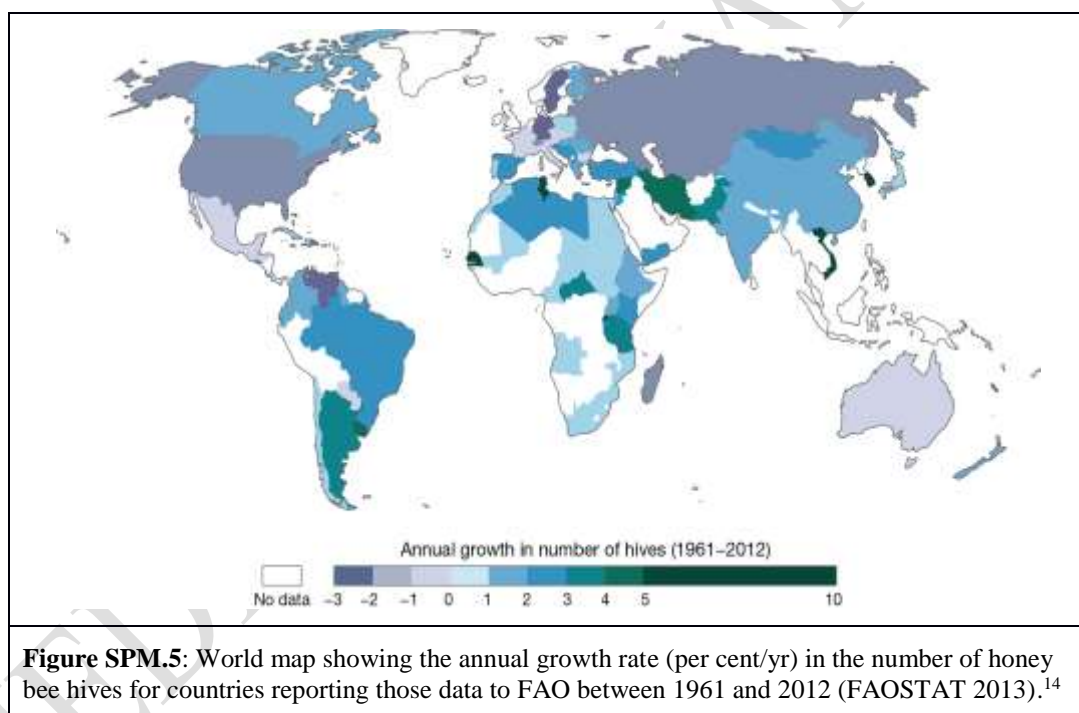 Annual growth in number of hives (1961–2012)
No data −3 −2 −1 0 1 2 3 4 5 10
Figure SPM.5: World map showing the annual growth rate (per cent/yr) in the number of honey
bee hives for countries reporting those data to FAO between 1961 and 2012 (FAOSTAT 2013).14